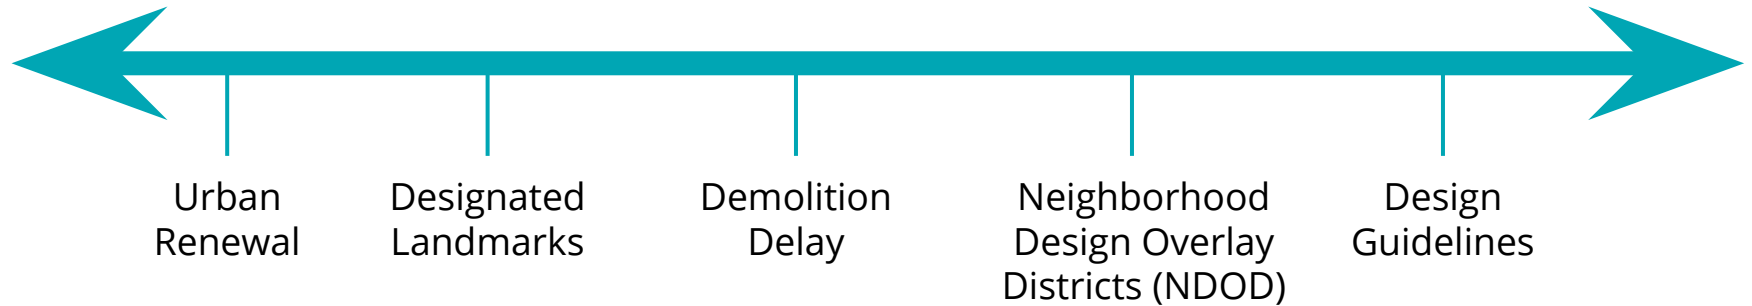 Urban
Renewal
Designated
Landmarks
Demolition
Delay
Neighborhood
Design Overlay
Districts (NDOD)
Design
Guidelines